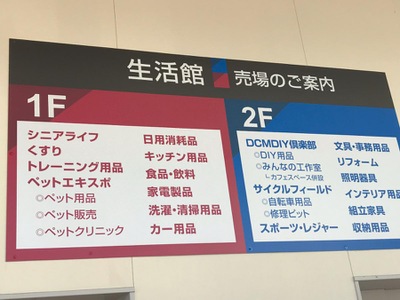 生活館 売場のご案内
1F
シニアライフ
くすり
トレーニング用品
ペットエキスポ
◎ペット用品
◎ペット販売
◎ペットクリニック
日用消耗品
キッチン用品
食品・飲料
家電製品
洗濯・清掃用品
カー用品
2F
DCMDIY倶楽部
◎DIY用品
◎みんなの工作室
└カフェスペース併設
サイクルフィールド
◎自転車用品
◎修理ピット
スポーツ・レジャー
文具・事務用品
リフォーム
照明器具
インテリア用品
組立家具
収納用品